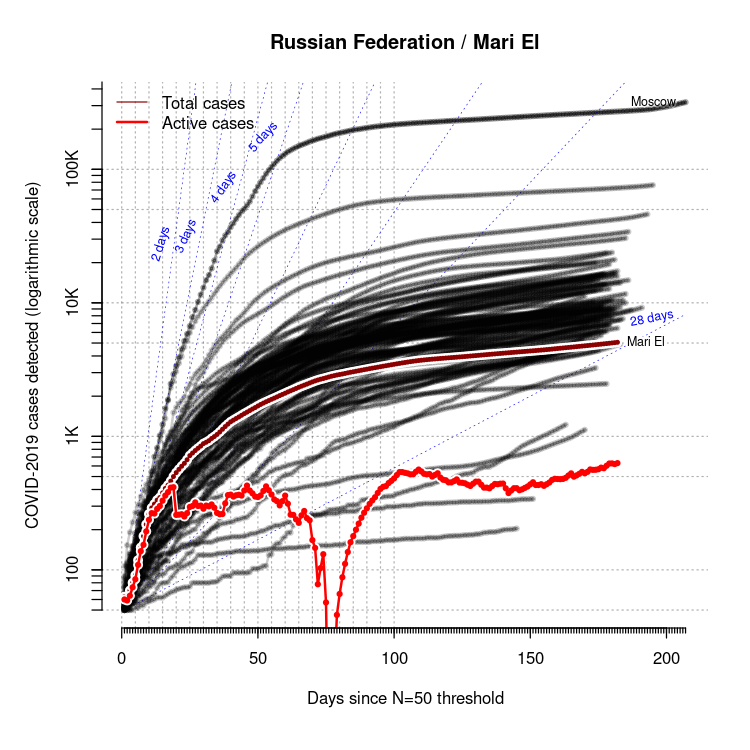 Russian Federation / Mari El
Total cases
Active cases
Moscow
2 days
3 days
4 days
5 days
28 days
Mari El
COVID-2019 cases detected (logarithmic scale)
100K
10K
1K
100
0 50 100 150 200
Days since N=50 threshold